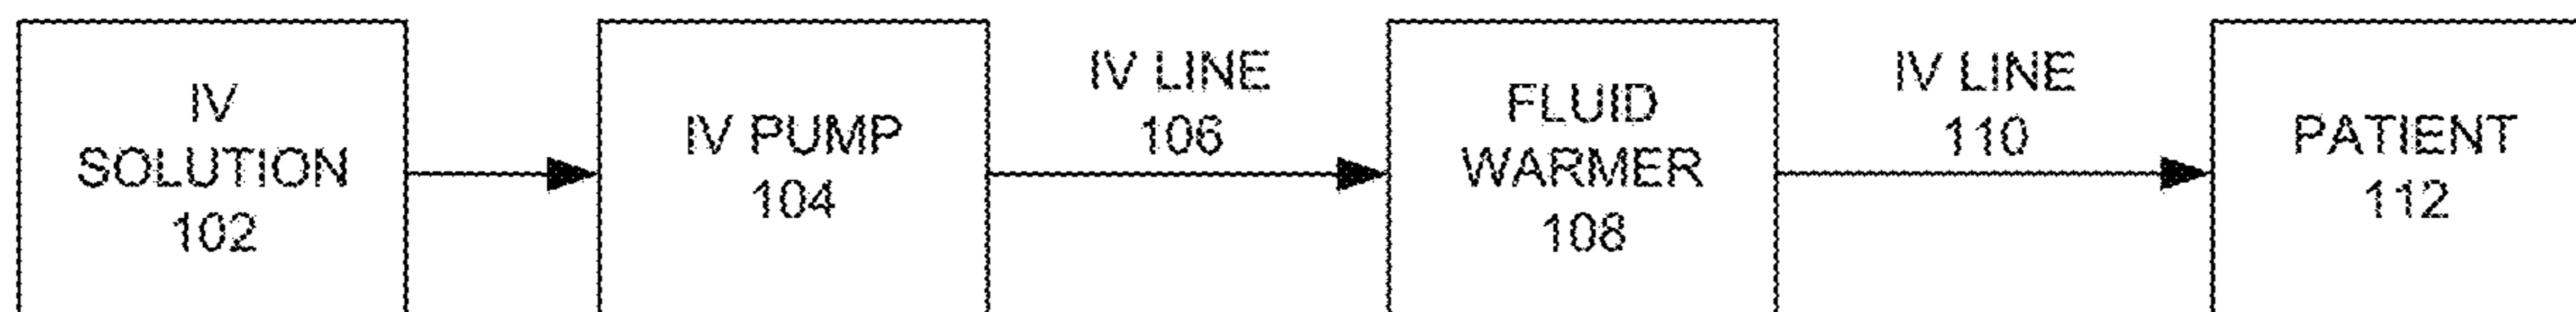 IV
SOLUTION
102
IV PUMP
104
IV LINE
106
FLUID
WARMER
108
IV LINE
110
PATIENT
112